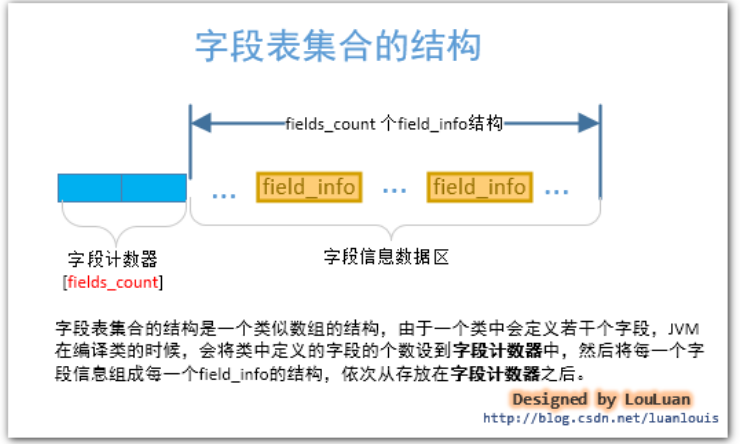 字段表集合的结构
fields_count 个field_info结构
... field_info ... field_info ...
字段计数器
[fields_count]
字段信息数据区
字段表集合的结构是一个类似数组的结构，由于一个类中会定义若干个字段，JVM
在编译类的时候，会将类中定义的字段的个数设到字段计数器中，然后将每一个字
段信息组成每一个field_info的结构，依次从存放在字段计数器之后。
Designed by LouLuan
http://blog.csdn.net/luanlouis